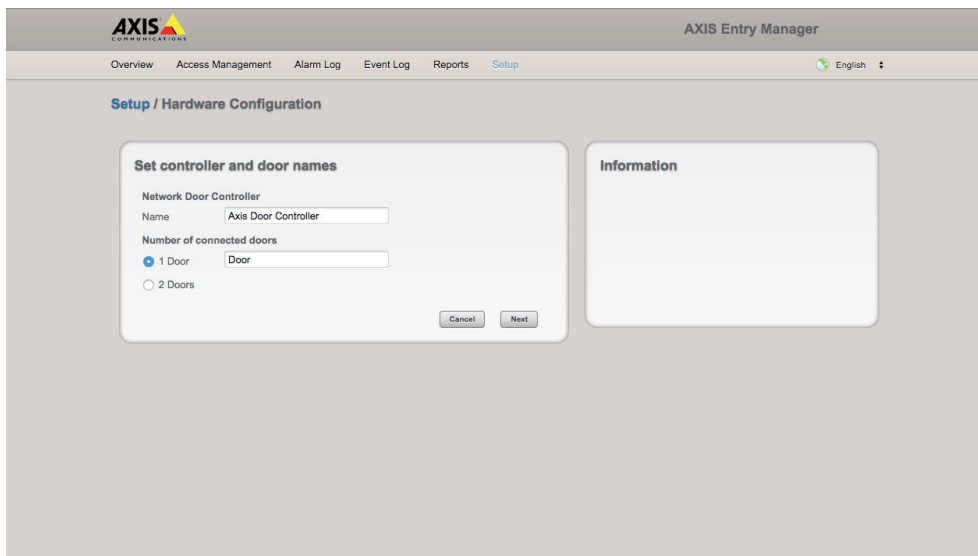 AXIS
COMMUNICATIONS
AXIS Entry Manager
Overview Access Management Alarm Log Event Log Reports Setup English
Setup / Hardware Configuration
Set controller and door names
Network Door Controller
Name Axis Door Controller
Number of connected doors
1 Door Door
2 Doors
Cancel Next
Information